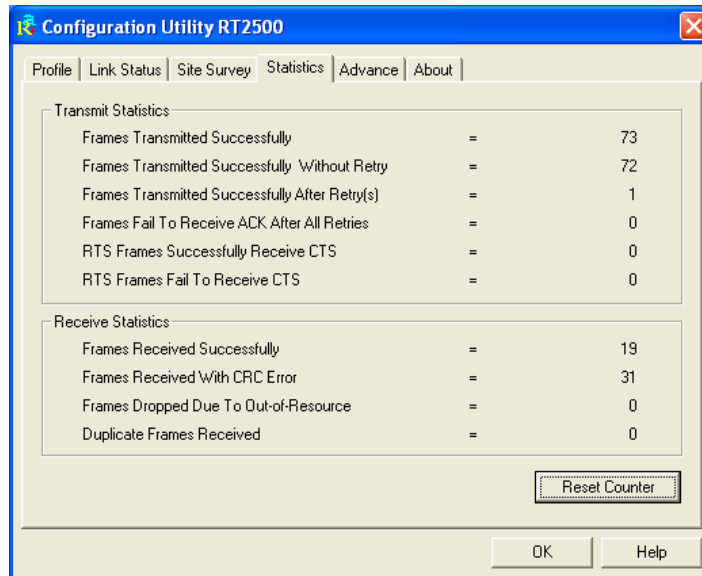 Configuration Utility RT2500
Profile Link Status Site Survey Statistics Advance About
Transmit Statistics
Frames Transmitted Successfully = 73
Frames Transmitted Successfully Without Retry = 72
Frames Transmitted Successfully After Retry(s) = 1
Frames Fail To Receive ACK After All Retries = 0
RTS Frames Successfully Receive CTS = 0
RTS Frames Fail To Receive CTS = 0
Receive Statistics
Frames Received Successfully = 19
Frames Received With CRC Error = 31
Frames Dropped Due To Out-of-Resource = 0
Duplicate Frames Received = 0
Reset Counter
OK Help